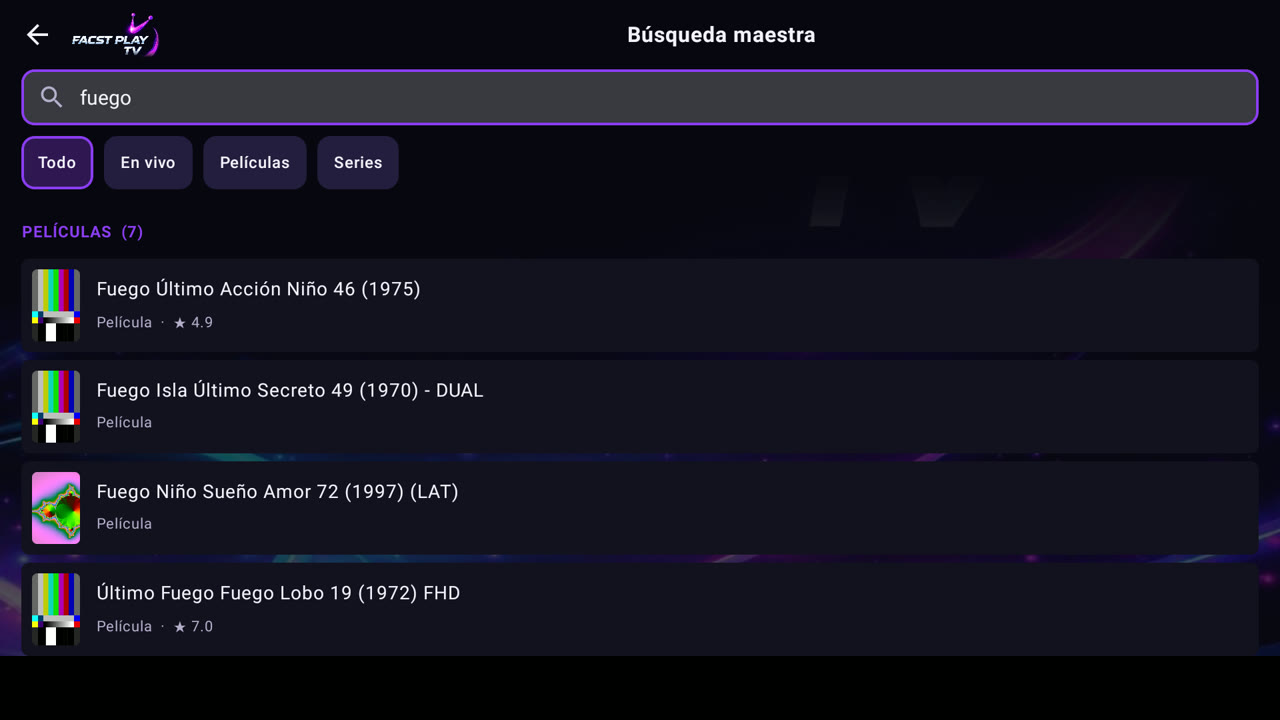 FACST PLAY
TV
Búsqueda maestra
fuego
Todo
En vivo
Películas
Series
TV
PELÍCULAS (7)
Fuego Último Acción Niño 46 (1975)
Película · ★ 4.9
Fuego Isla Último Secreto 49 (1970) - DUAL
Película
Fuego Niño Sueño Amor 72 (1997) (LAT)
Película
Último Fuego Fuego Lobo 19 (1972) FHD
Película · ★ 7.0